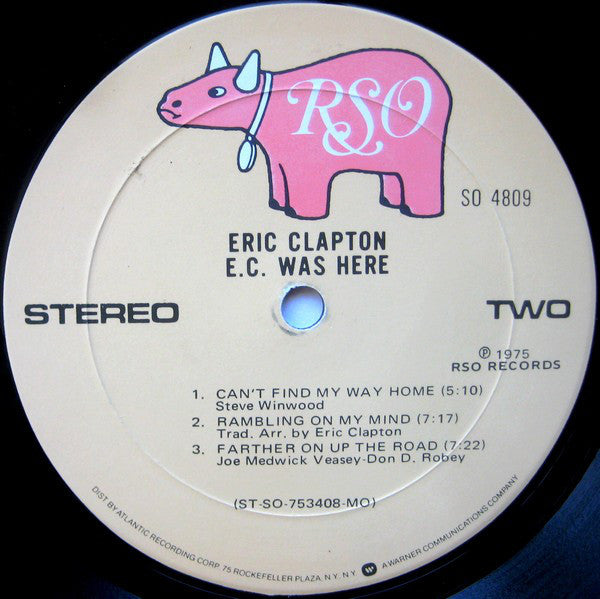 RSO
SO 4809
ERIC CLAPTON
E.C. WAS HERE
STEREO
TWO
℗ 1975
RSO RECORDS
1. CAN'T FIND MY WAY HOME (5:10)
Steve Winwood
2. RAMBLING ON MY MIND (7:17)
Trad. Arr. by Eric Clapton
3. FARTHER ON UP THE ROAD (7:22)
Joe Medwick Veasey-Don D. Robey
(ST-SO-753408-MO)
DIST. BY ATLANTIC RECORDING CORP. 75 ROCKEFELLER PLAZA, N.Y. N.Y. A WARNER COMMUNICATIONS COMPANY